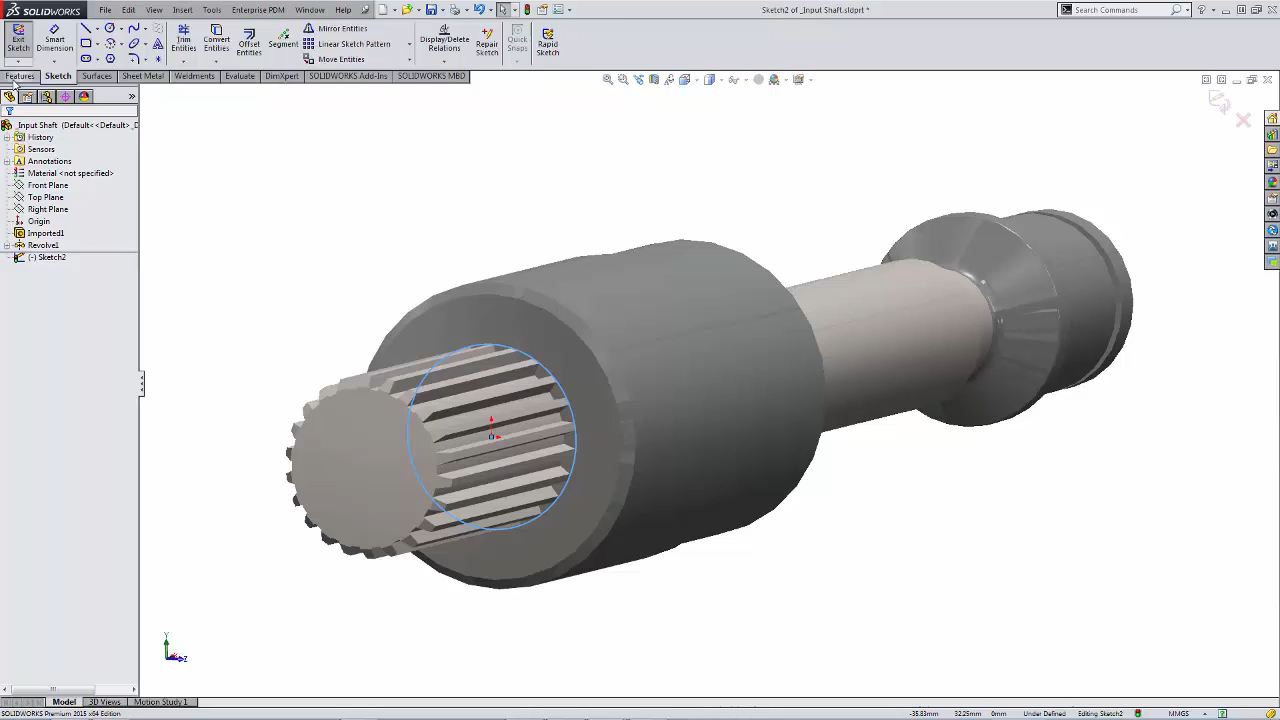 SOLIDWORKS
File Edit View Insert Tools Enterprise PDM Window Help
Sketch2 of _Input Shaft.sldprt *
Search Commands
Exit Sketch
Smart Dimension
Trim Entities
Convert Entities
Offset Entities
Segment
Mirror Entities
Linear Sketch Pattern
Move Entities
Display/Delete Relations
Repair Sketch
Quick Snaps
Rapid Sketch
Features Sketch Surfaces Sheet Metal Weldments Evaluate DimXpert SOLIDWORKS Add-Ins SOLIDWORKS MBD
_Input Shaft (Default<<Default>_D
History
Sensors
Annotations
Material <not specified>
Front Plane
Top Plane
Right Plane
Origin
Imported1
Revolve1
(-) Sketch2
Y
Z
Model 3D Views Motion Study 1
SOLIDWORKS Premium 2015 x64 Edition
-35.83mm 32.25mm 0mm Under Defined Editing Sketch2 MMGS